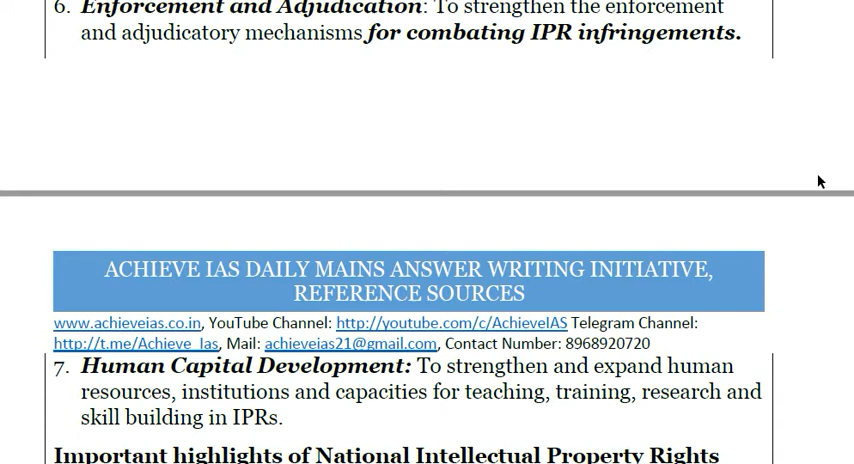 6. Enforcement and Adjudication: To strengthen the enforcement
and adjudicatory mechanisms for combating IPR infringements.
ACHIEVE IAS DAILY MAINS ANSWER WRITING INITIATIVE,
REFERENCE SOURCES
www.achieveias.co.in, YouTube Channel: http://youtube.com/c/AchieveIAS Telegram Channel:
http://t.me/Achieve_Ias, Mail: achieveias21@gmail.com, Contact Number: 8968920720
7. Human Capital Development: To strengthen and expand human
resources, institutions and capacities for teaching, training, research and
skill building in IPRs.
Important highlights of National Intellectual Property Rights